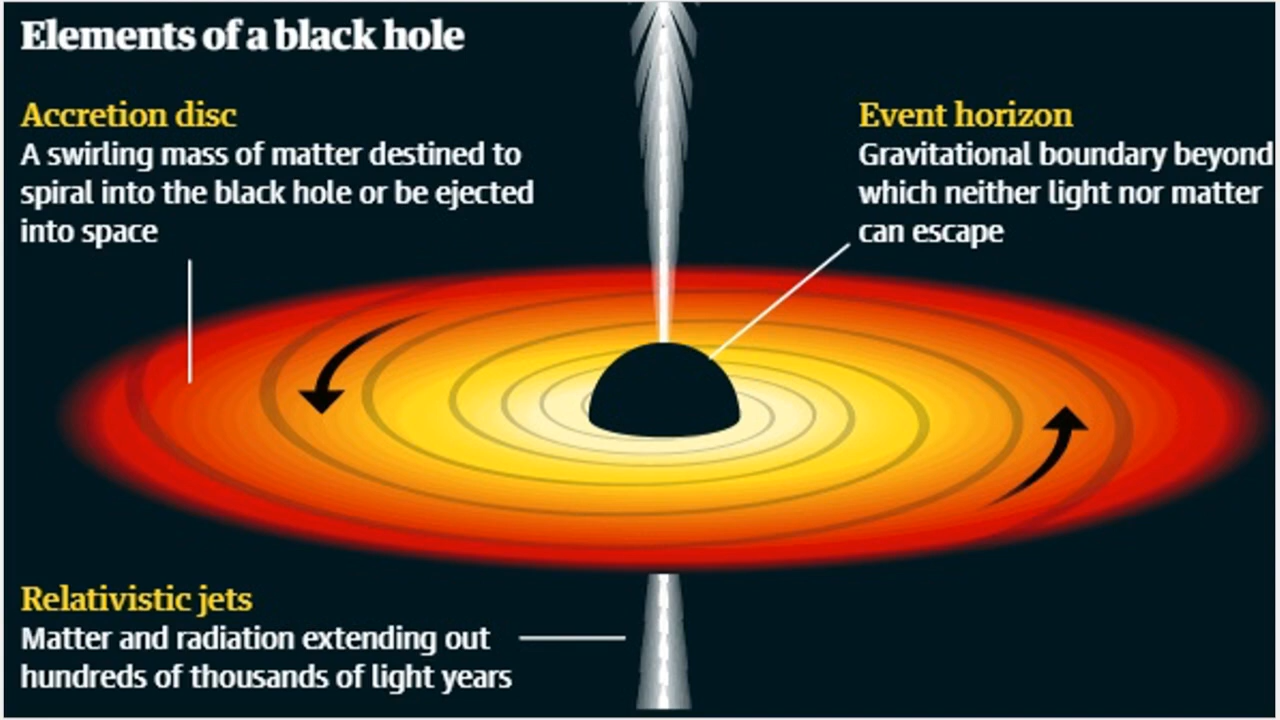 Elements of a black hole
Accretion disc
A swirling mass of matter destined to
spiral into the black hole or be ejected
into space
Event horizon
Gravitational boundary beyond
which neither light nor matter
can escape
Relativistic jets
Matter and radiation extending out
hundreds of thousands of light years